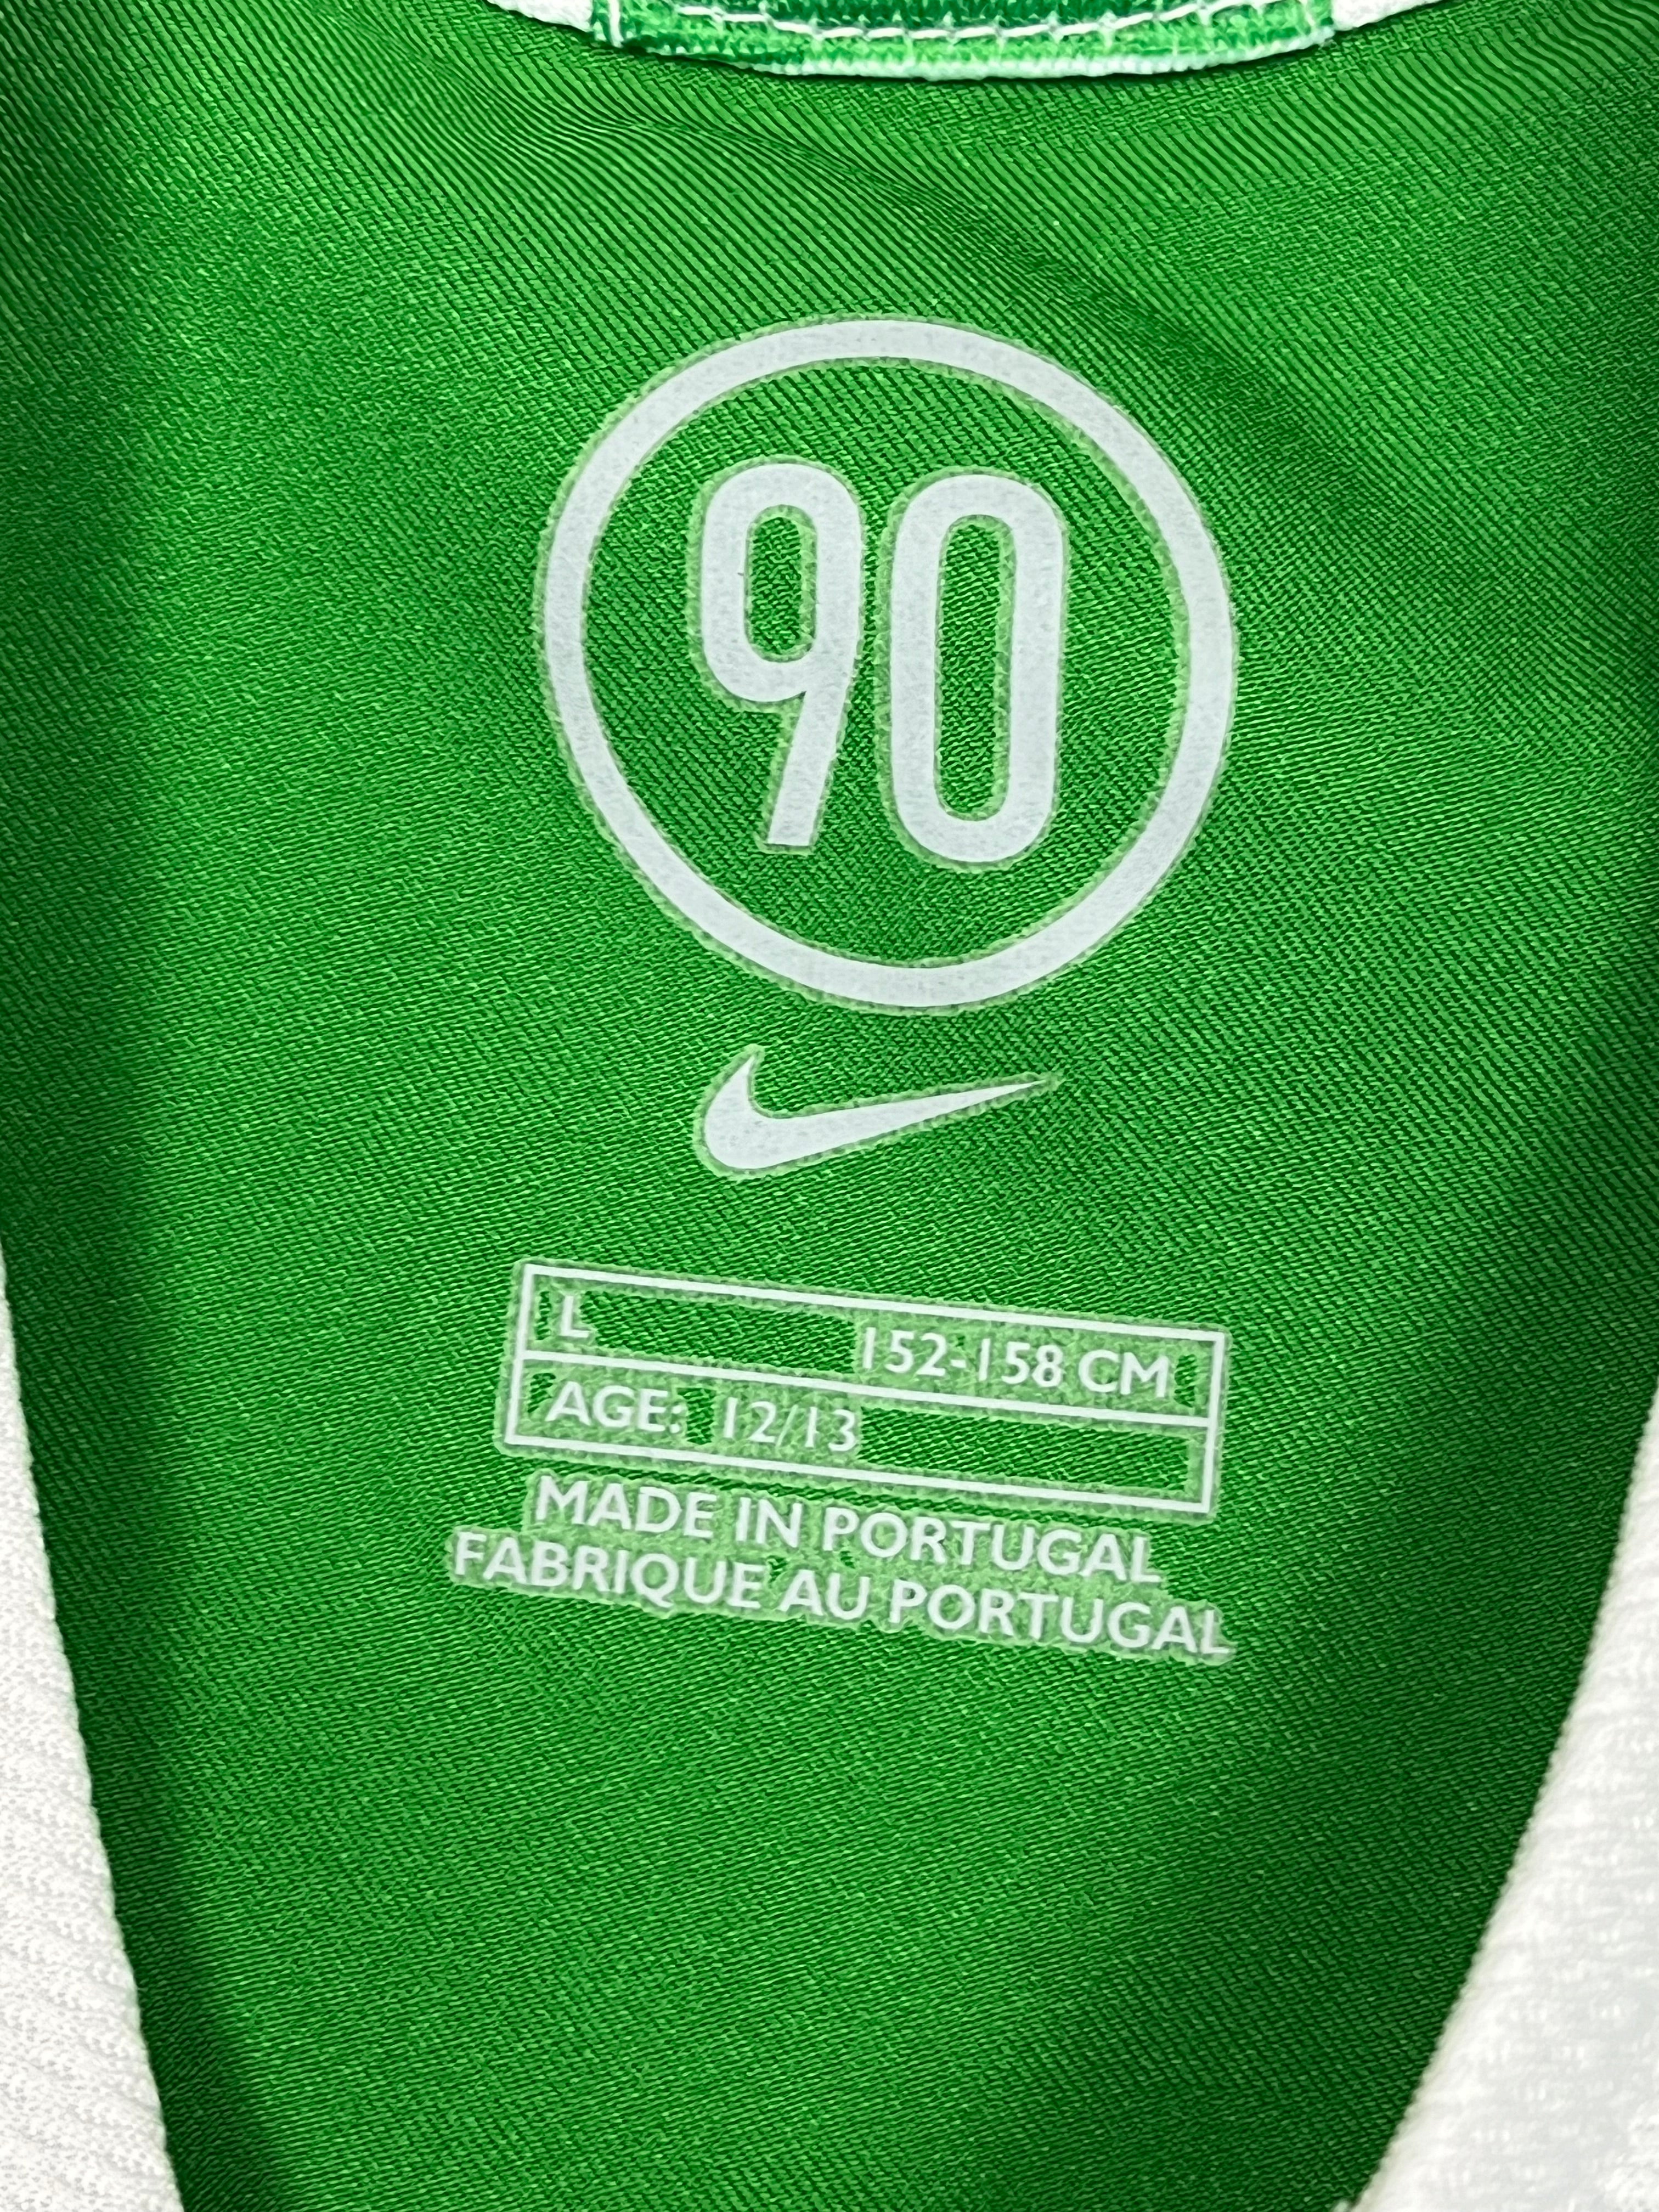 90
L 152-158 CM
AGE: 12/13
MADE IN PORTUGAL
FABRIQUE AU PORTUGAL